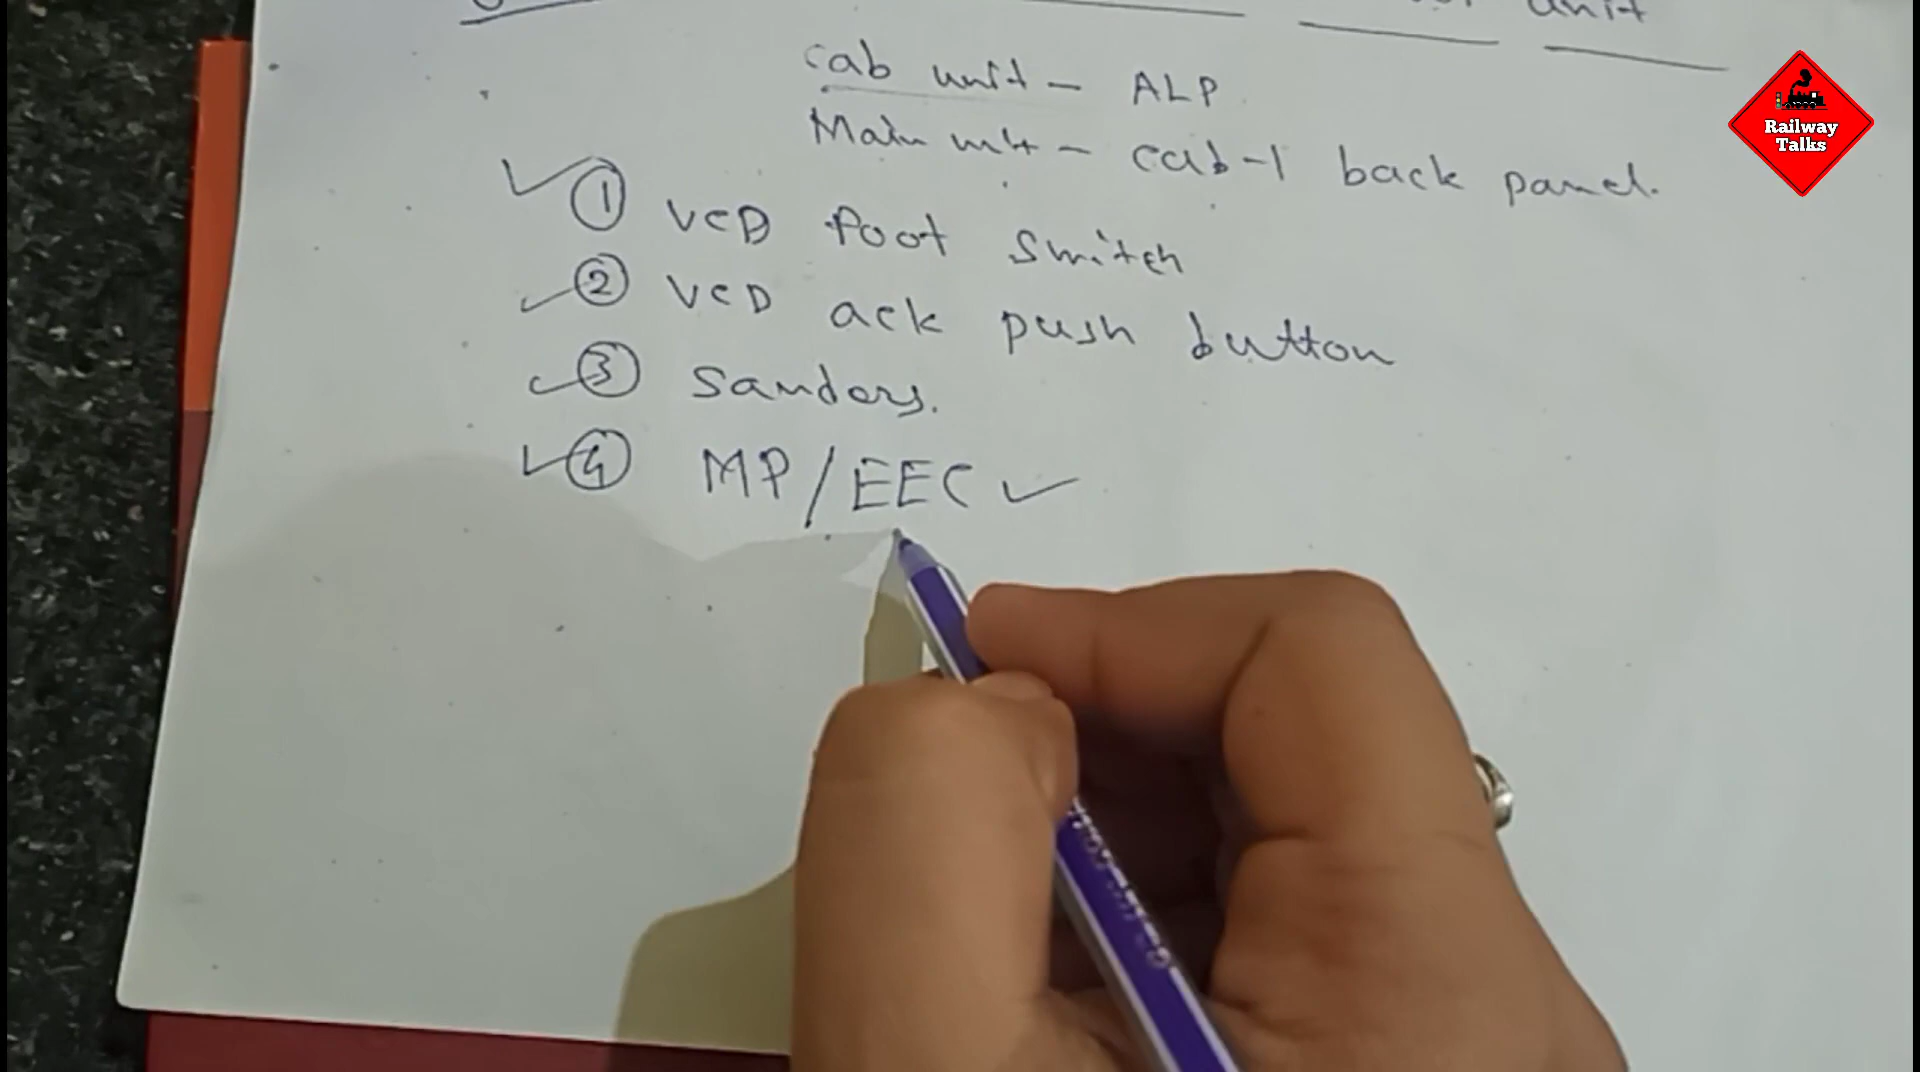 unit
cab unit - ALP
Main unit - cab-1 back panel.
① VCD foot switch
② VCD ack push button
③ Sanders.
④ MP/EEC
Railway
Talks